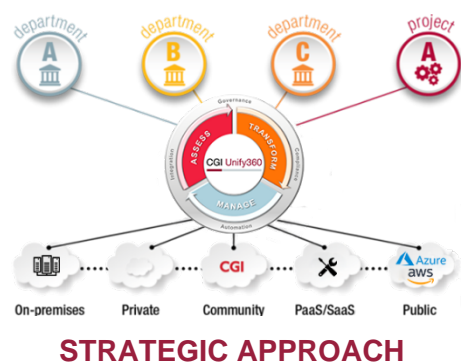 department
A
department
B
department
C
project
A
Governance
Compliance
Automation
Integration
ASSESS
TRANSFORM
MANAGE
CGI Unify360
CGI
Azure
aws
On-premises
Private
Community
PaaS/SaaS
Public
STRATEGIC APPROACH